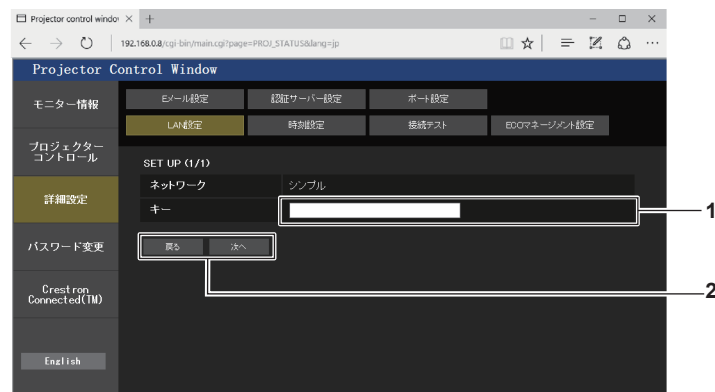 Projector control window
192.168.0.8/cgi-bin/main.cgi?page=PROJ_STATUS&lang=jp
Projector Control Window
モニター情報
Eメール設定
認証サーバー設定
ポート設定
LAN設定
時刻設定
接続テスト
ECOマネージメント設定
プロジェクター
コントロール
SET UP (1/1)
ネットワーク
シンプル
詳細設定
キー
1
パスワード変更
戻る
次へ
2
Crestron
Connected(TM)
English